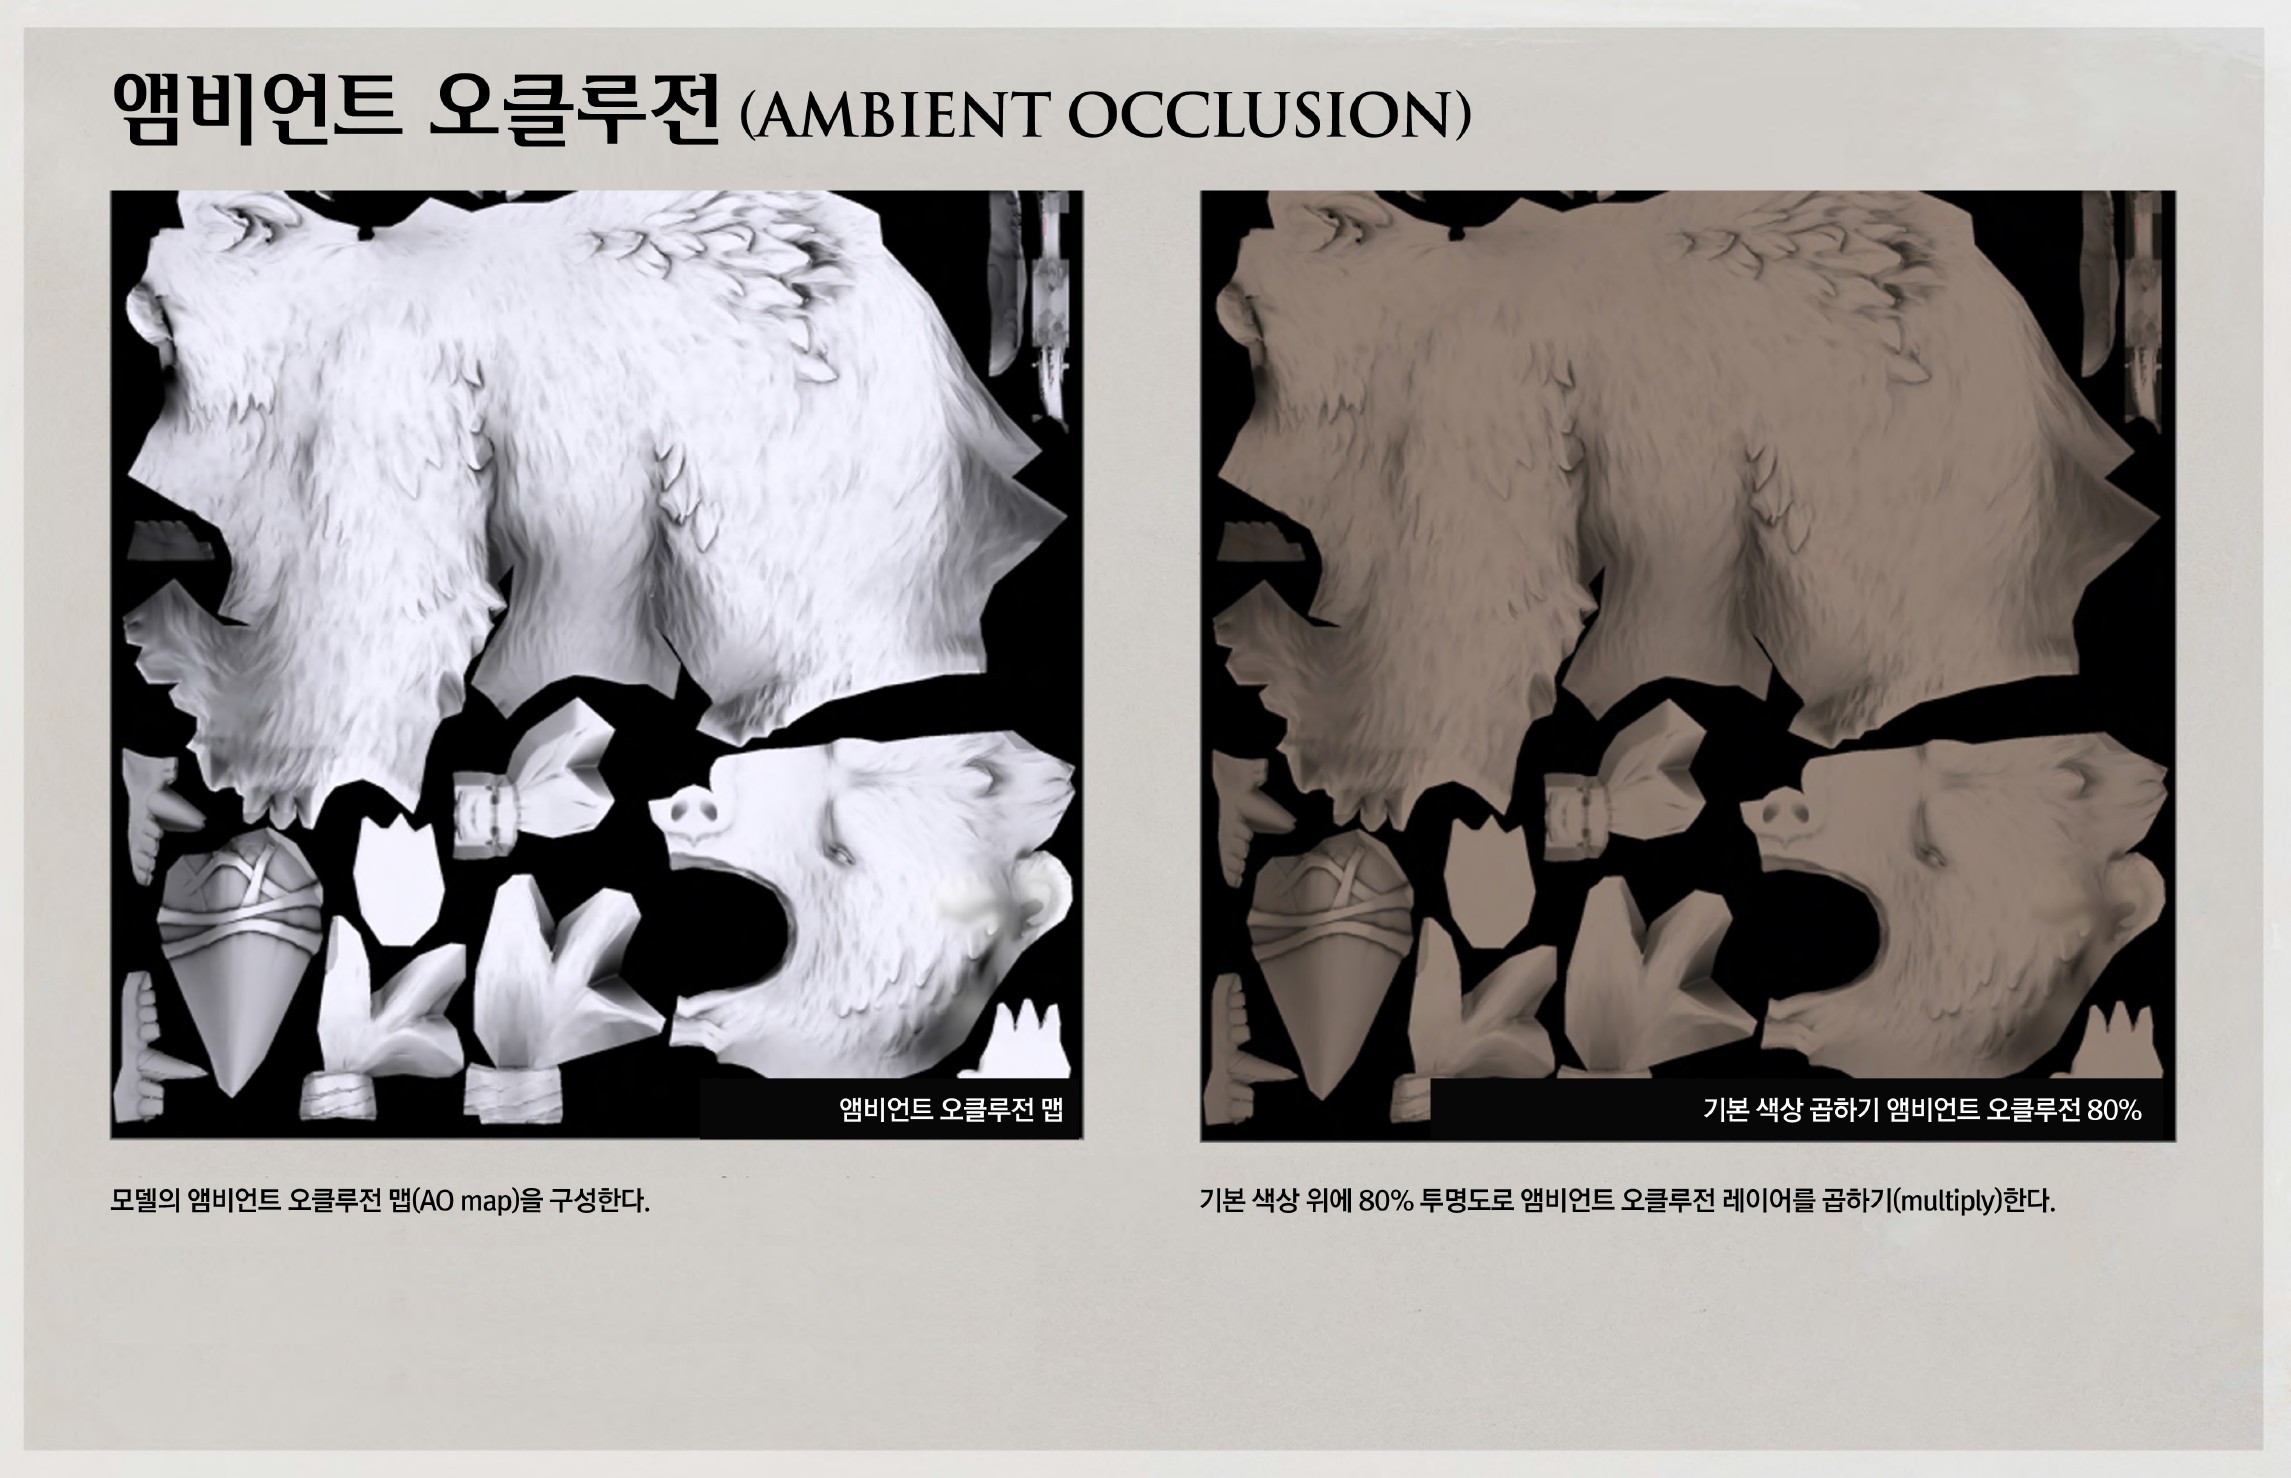 앰비언트 오클루전 (AMBIENT OCCLUSION)
앰비언트 오클루전 맵
기본 색상 곱하기 앰비언트 오클루전 80%
모델의 앰비언트 오클루전 맵(AO map)을 구성한다.
기본 색상 위에 80% 투명도로 앰비언트 오클루전 레이어를 곱하기(multiply)한다.